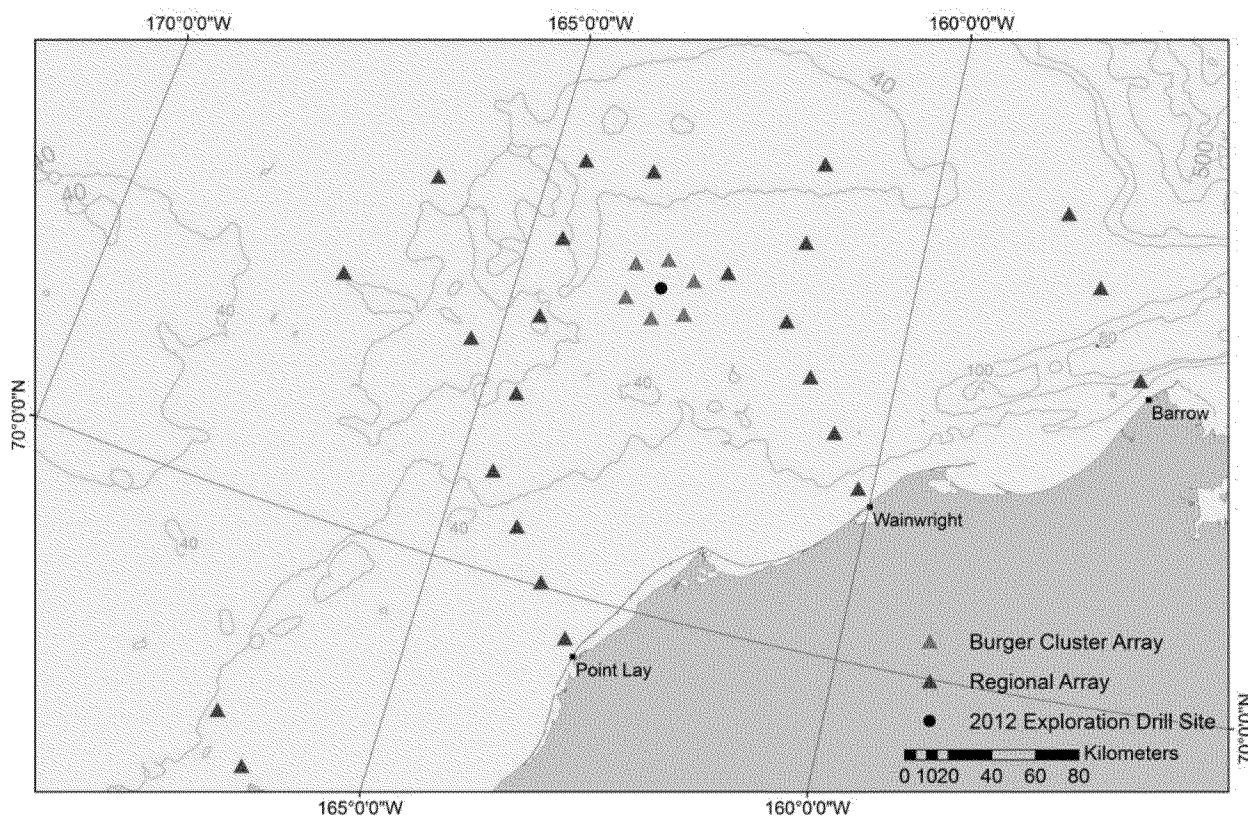 170°0'0"W 165°0'0"W 160°0'0"W
40
500
40
40
40
80
100
40
Barrow
70°0'0"N
Wainwright
40
40
Burger Cluster Array
Point Lay
Regional Array
2012 Exploration Drill Site
Kilometers
0 10 20 40 60 80
70°0'0"N
165°0'0"W 160°0'0"W